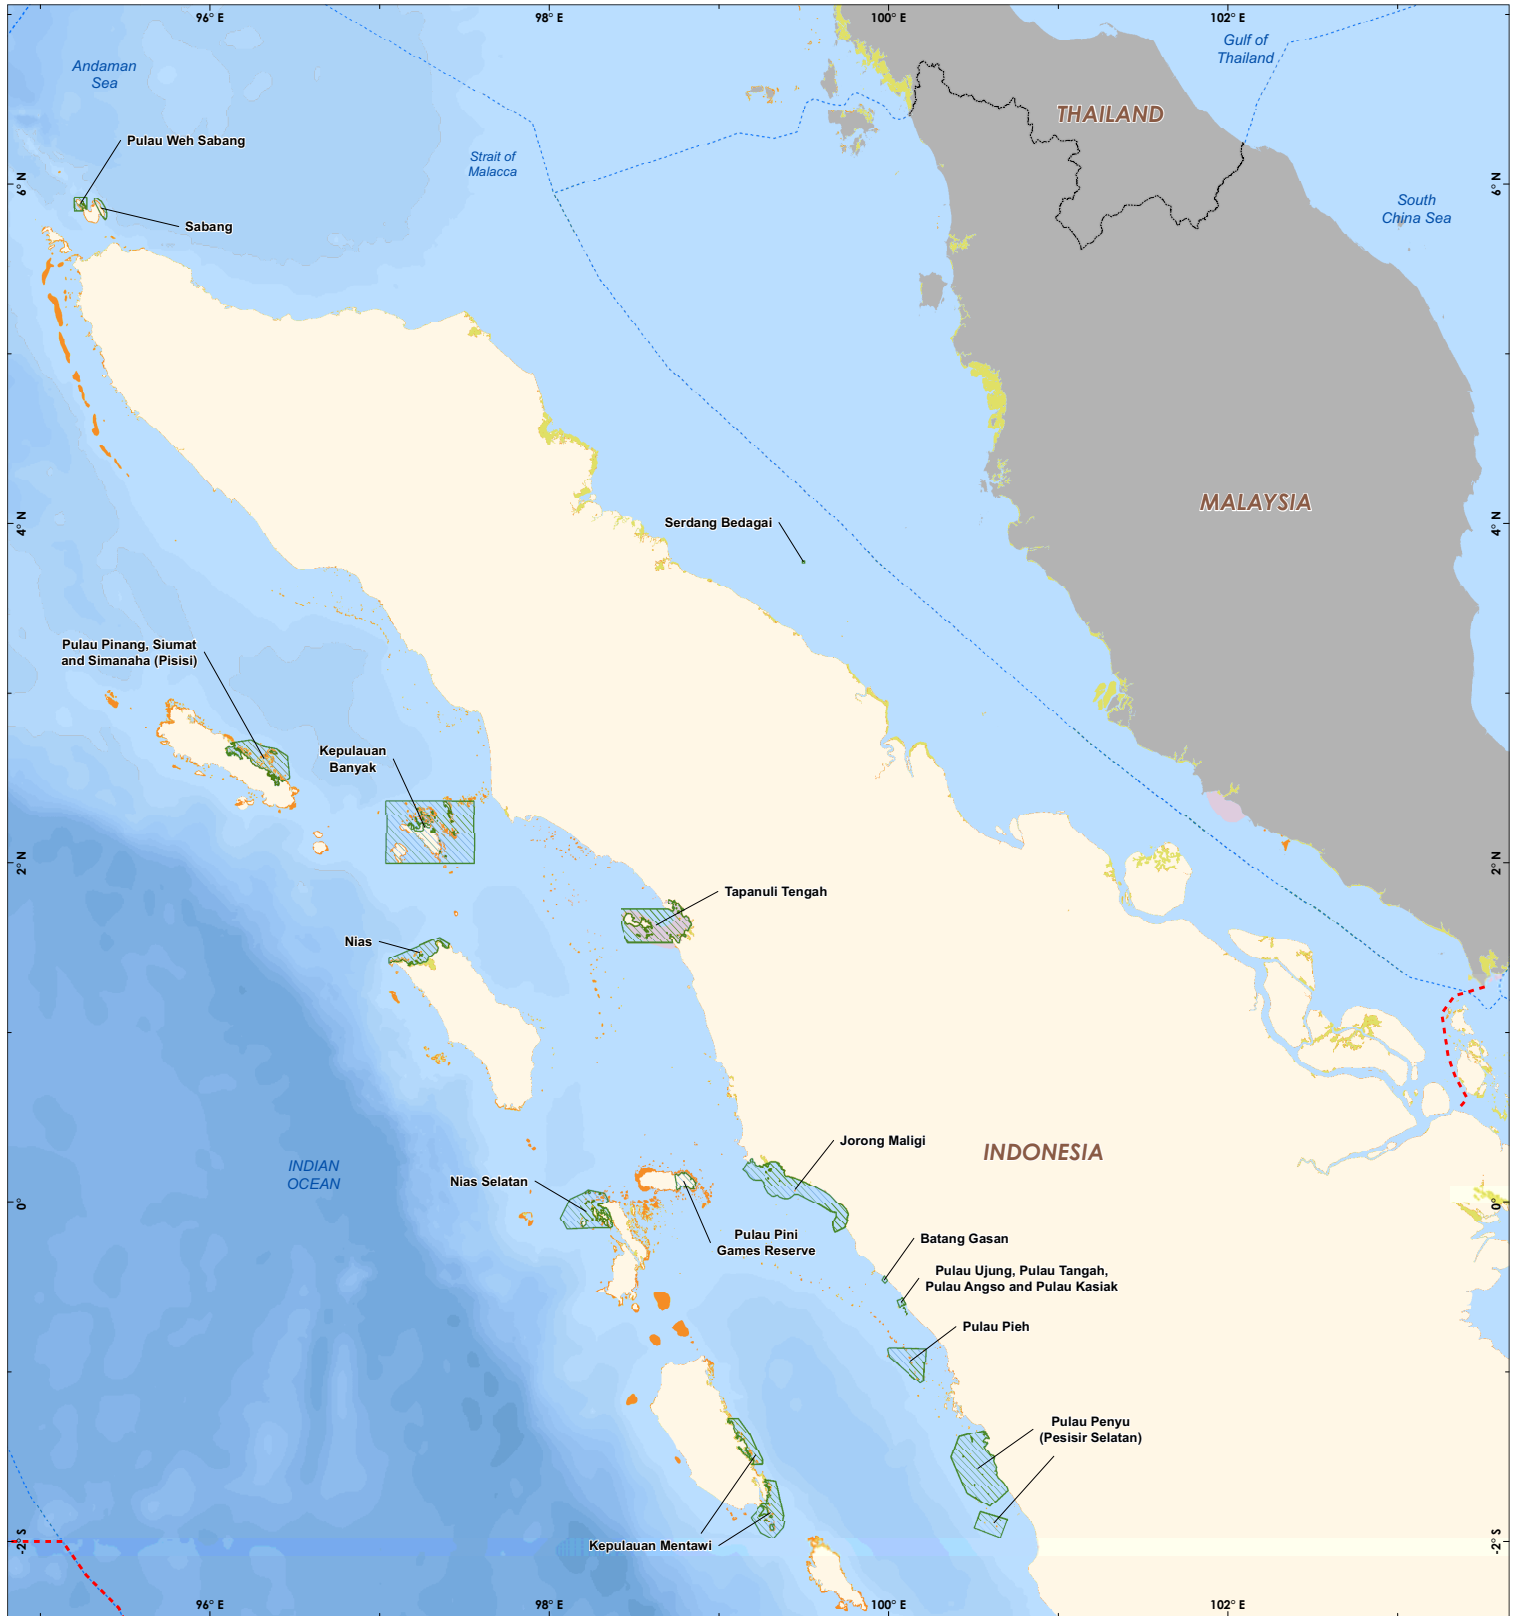 96° E
98° E
100° E
102° E
Andaman
Sea
Gulf of
Thailand
THAILAND
Pulau Weh Sabang
Strait of
Malacca
6° N
6° N
South
China Sea
Sabang
MALAYSIA
4° N
4° N
Serdang Bedagai
Pulau Pinang, Siumat
and Simanaha (Pisisi)
Kepulauan
Banyak
2° N
2° N
Tapanuli Tengah
Nias
Jorong Maligi
INDONESIA
INDIAN
OCEAN
Nias Selatan
0°
0°
Pulau Pini
Games Reserve
Batang Gasan
Pulau Ujung, Pulau Tangah,
Pulau Angso and Pulau Kasiak
Pulau Pieh
Pulau Penyu
(Pesisir Selatan)
Kepulauan Mentawi
-2° S
-2° S
96° E
98° E
100° E
102° E